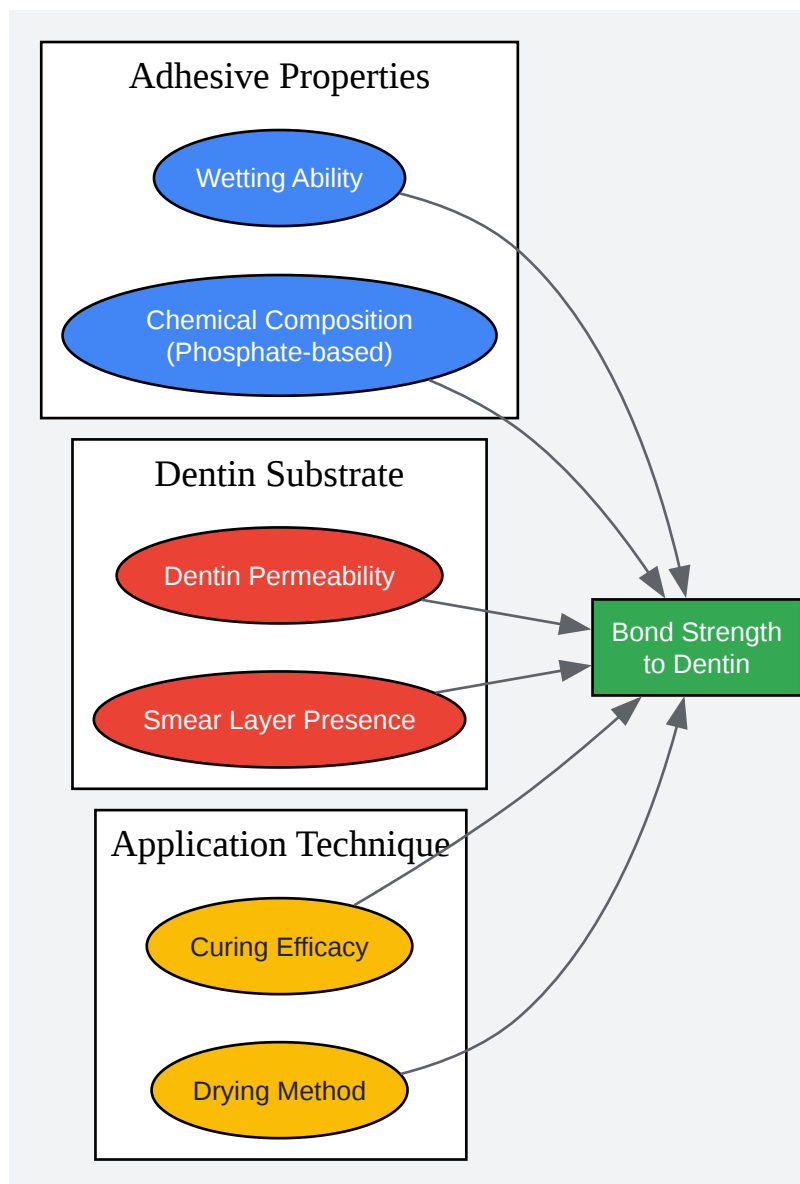 Adhesive Properties
Wetting Ability
Chemical Composition
(Phosphate-based)
Dentin Substrate
Dentin Permeability
Smear Layer Presence
Bond Strength
to Dentin
Application Technique
Curing Efficacy
Drying Method